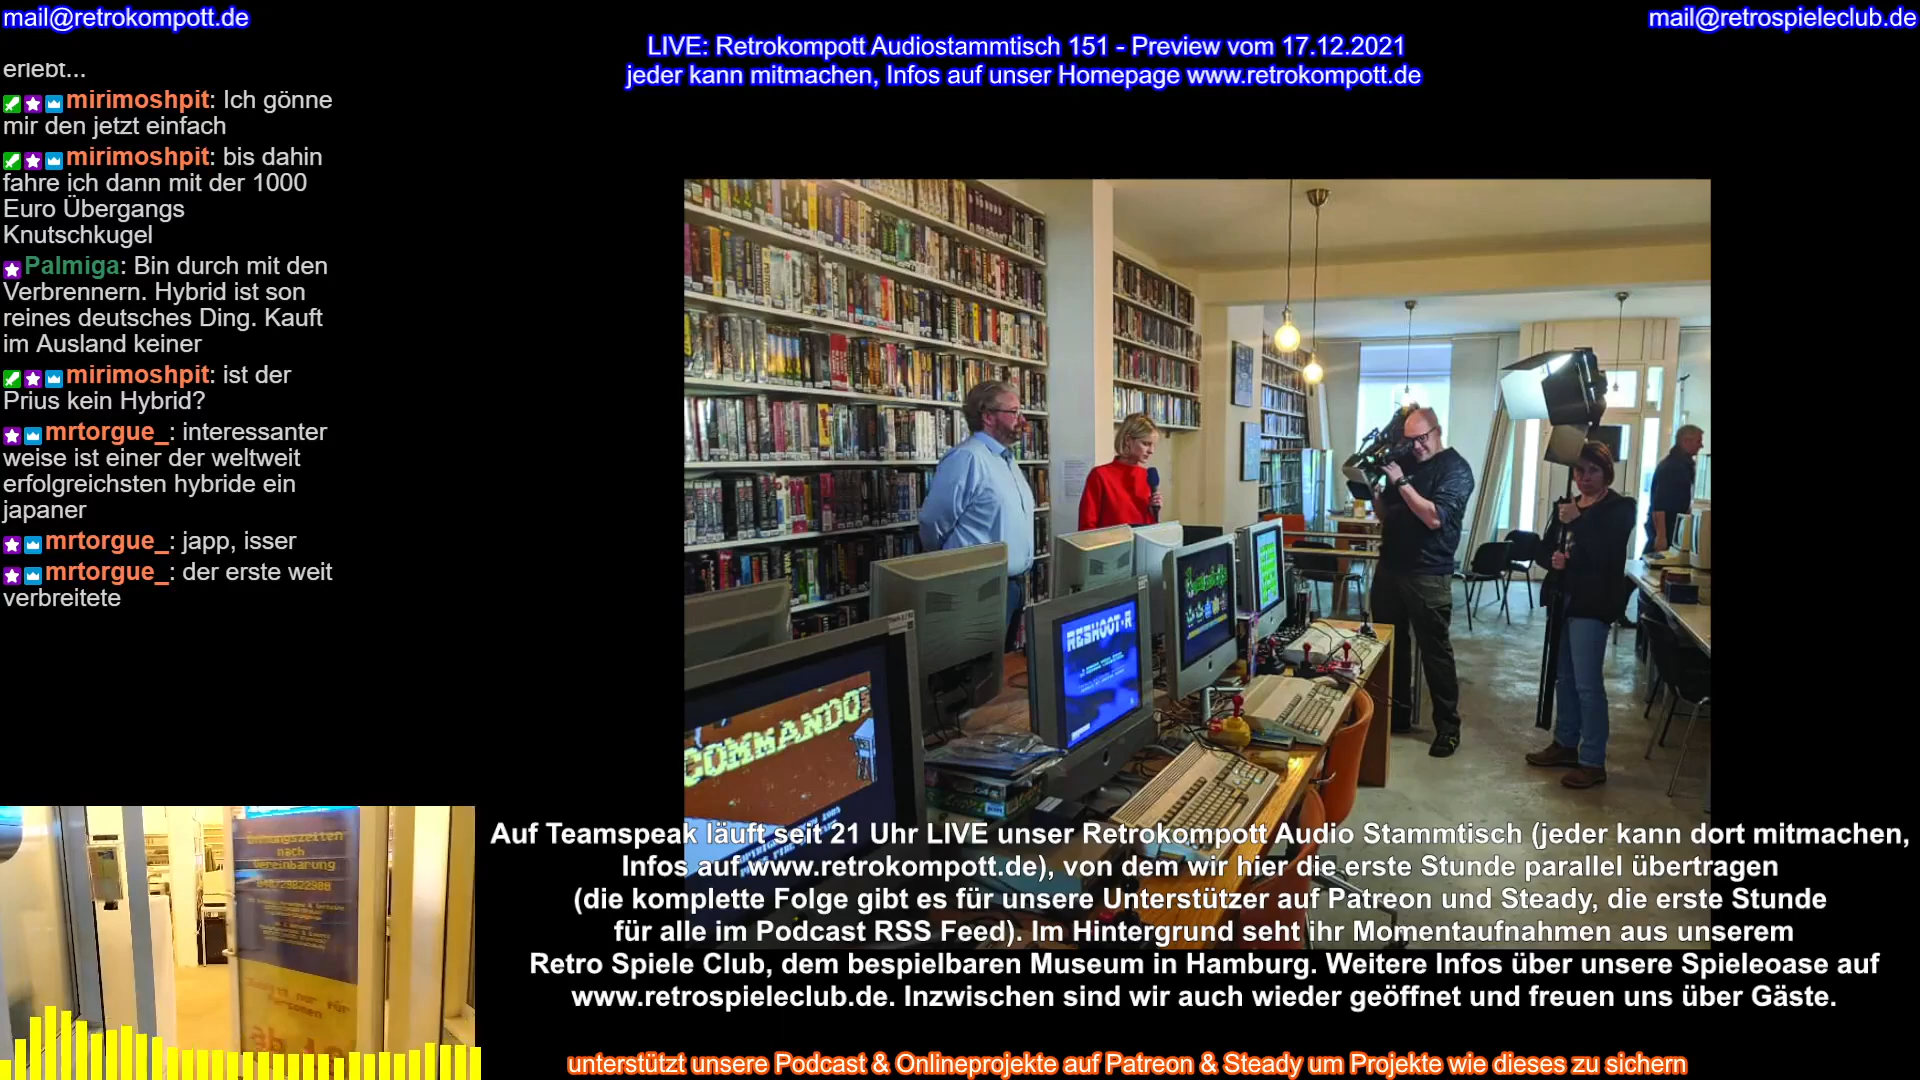 mail@retrokompott.de
mail@retrospieleclub.de
LIVE: Retrokompott Audiostammtisch 151 - Preview vom 17.12.2021
jeder kann mitmachen, Infos auf unser Homepage www.retrokompott.de
erlebt...
mirimoshpit: Ich gönne
mir den jetzt einfach
mirimoshpit: bis dahin
fahre ich dann mit der 1000
Euro Übergangs
Knutschkugel
Palmiga: Bin durch mit den
Verbrennern. Hybrid ist son
reines deutsches Ding. Kauft
im Ausland keiner
mirimoshpit: ist der
Prius kein Hybrid?
mrtorgue_: interessanter
weise ist einer der weltweit
erfolgreichsten hybride ein
japaner
mrtorgue_: japp, isser
mrtorgue_: der erste weit
verbreitete
RESHOOT-R
COMMANDO
Öffnungszeiten
nach
Vereinbarung
Auf Teamspeak läuft seit 21 Uhr LIVE unser Retrokompott Audio Stammtisch (jeder kann dort mitmachen,
Infos auf www.retrokompott.de), von dem wir hier die erste Stunde parallel übertragen
(die komplette Folge gibt es für unsere Unterstützer auf Patreon und Steady, die erste Stunde
für alle im Podcast RSS Feed). Im Hintergrund seht ihr Momentaufnahmen aus unserem
Retro Spiele Club, dem bespielbaren Museum in Hamburg. Weitere Infos über unsere Spieleoase auf
www.retrospieleclub.de. Inzwischen sind wir auch wieder geöffnet und freuen uns über Gäste.
unterstützt unsere Podcast & Onlineprojekte auf Patreon & Steady um Projekte wie dieses zu sichern